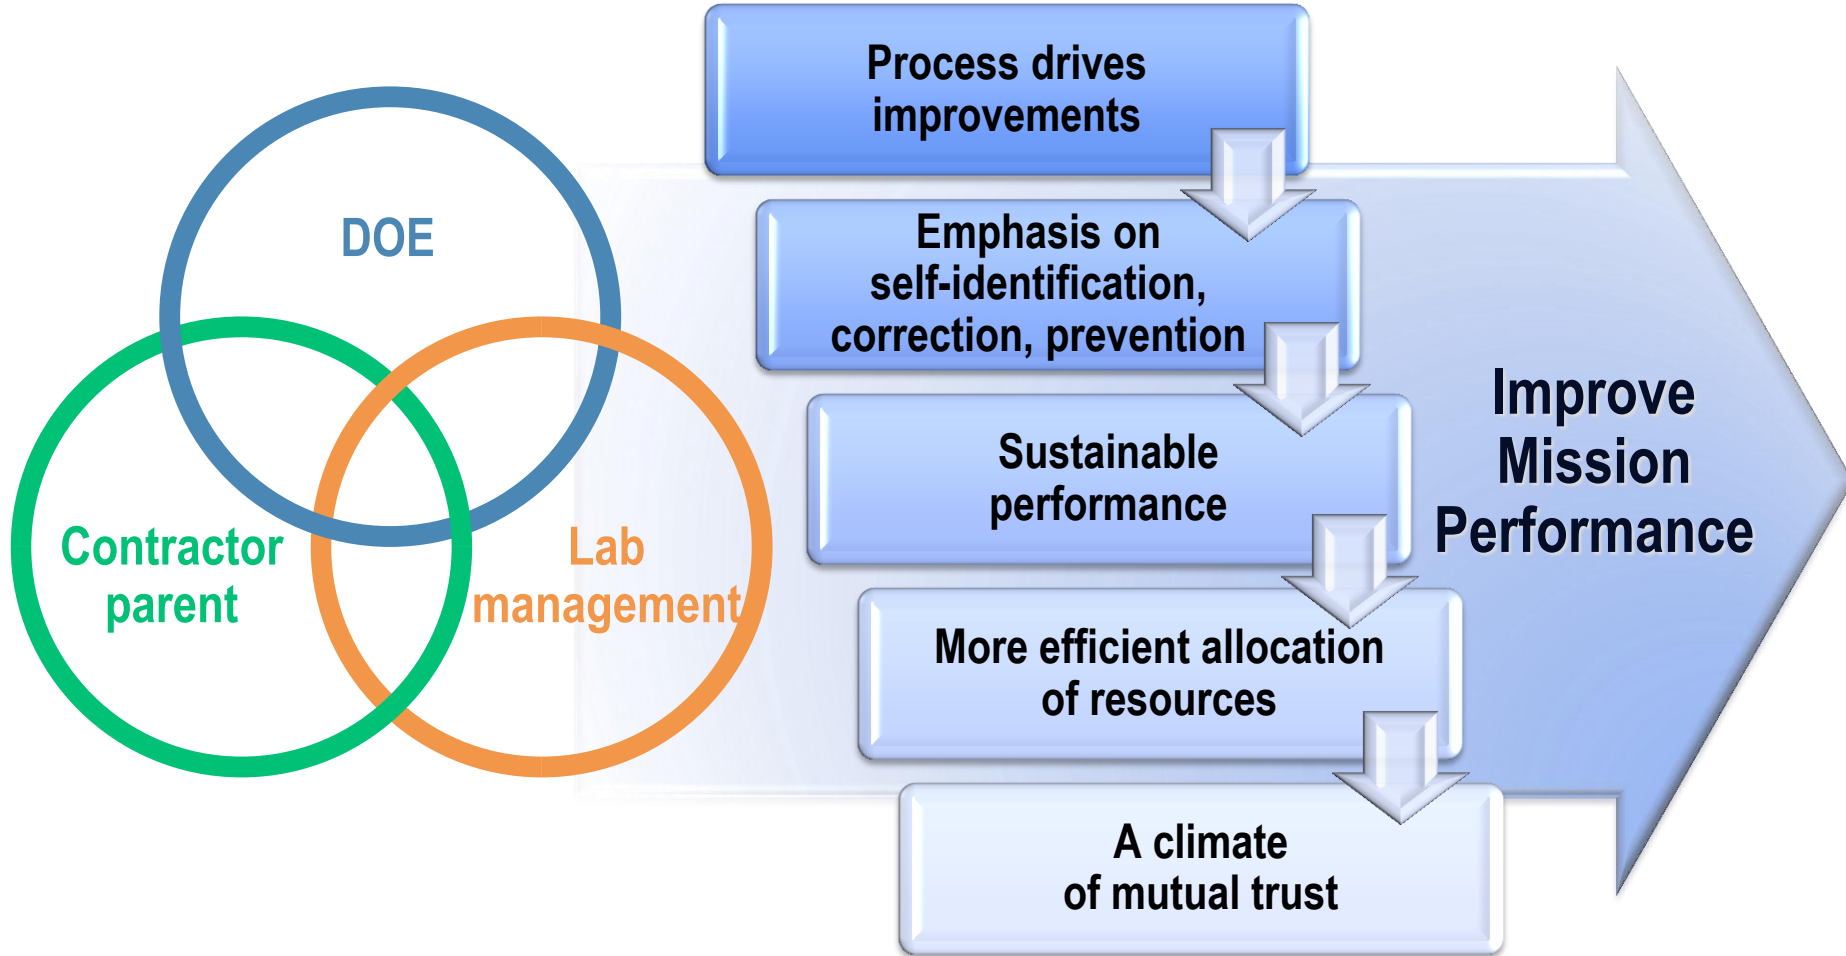 DOE
Contractor
parent
Lab
management
Process drives
improvements
Emphasis on
self-identification,
correction, prevention
Sustainable
performance
More efficient allocation
of resources
A climate
of mutual trust
Improve
Mission
Performance